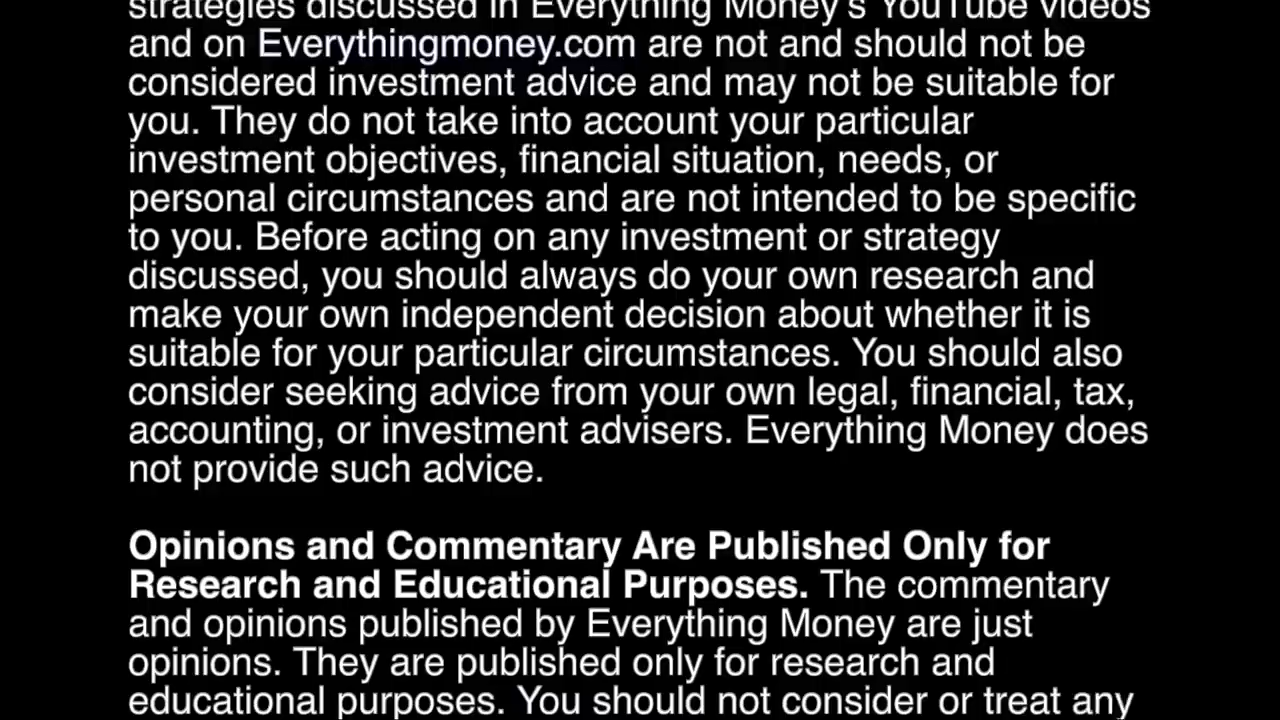 strategies discussed in Everything Money's YouTube videos
and on Everythingmoney.com are not and should not be
considered investment advice and may not be suitable for
you. They do not take into account your particular
investment objectives, financial situation, needs, or
personal circumstances and are not intended to be specific
to you. Before acting on any investment or strategy
discussed, you should always do your own research and
make your own independent decision about whether it is
suitable for your particular circumstances. You should also
consider seeking advice from your own legal, financial, tax,
accounting, or investment advisers. Everything Money does
not provide such advice.
Opinions and Commentary Are Published Only for
Research and Educational Purposes. The commentary
and opinions published by Everything Money are just
opinions. They are published only for research and
educational purposes. You should not consider or treat any